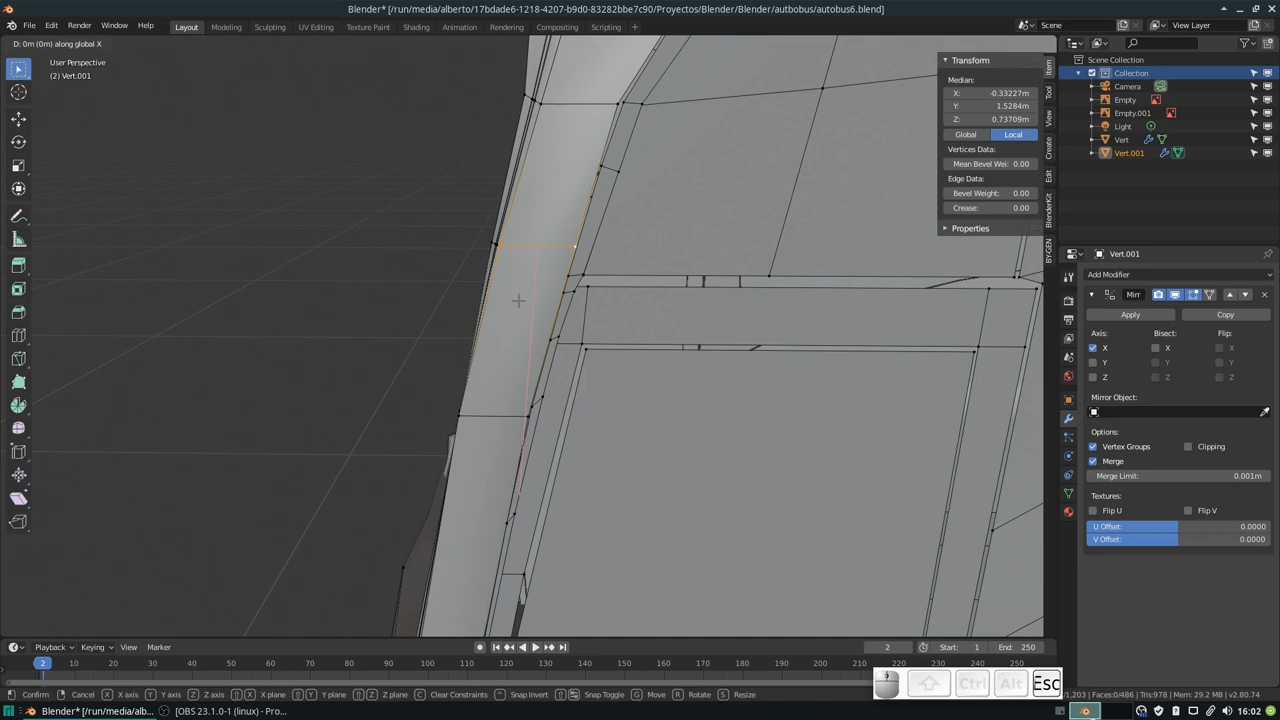 Blender* [/run/media/alberto/17bdade6-1218-4207-b9d0-83282bbe7c90/Proyectos/Blender/Blender/autbobus/autobus6.blend]
File Edit Render Window Help
Layout Modeling Sculpting UV Editing Texture Paint Shading Animation Rendering Compositing Scripting +
Scene
View Layer
D: 0m (0m) along global X
User Perspective
(2) Vert.001
Transform
Median:
X: -0.33227m
Y: 1.5284m
Z: 0.73709m
Global Local
Vertices Data:
Mean Bevel Wei: 0.00
Edge Data:
Bevel Weight: 0.00
Crease: 0.00
Properties
Item
Tool
View
Create
Edit
BlenderKit
BY-GEN
Scene Collection
Collection
Camera
Empty
Empty.001
Light
Vert
Vert.001
Vert.001
Add Modifier
Mirr
Apply Copy
Axis: Bisect: Flip:
X X X
Y Y Y
Z Z Z
Mirror Object:
Options:
Vertex Groups Clipping
Merge
Merge Limit: 0.001m
Textures:
Flip U Flip V
U Offset: 0.0000
V Offset: 0.0000
Playback Keying View Marker
2 Start: 1 End: 250
2 10 20 30 40 50 60 70 80 90 100 110 120 130 140 150 160 170 180 190 200 210 220 230 240 250
Ctrl Alt Esc
Confirm Cancel X X axis Y Y axis Z Z axis X X plane Y Y plane Z Z plane C Clear Constraints Snap Invert Snap Toggle G Move R Rotate S Resize
/1,203 | Faces:0/486 | Tris:978 | Mem: 29.2 MB | v2.80.74
Blender* [/run/media/alb... [OBS 23.1.0-1 (linux) - Pro... 16:02